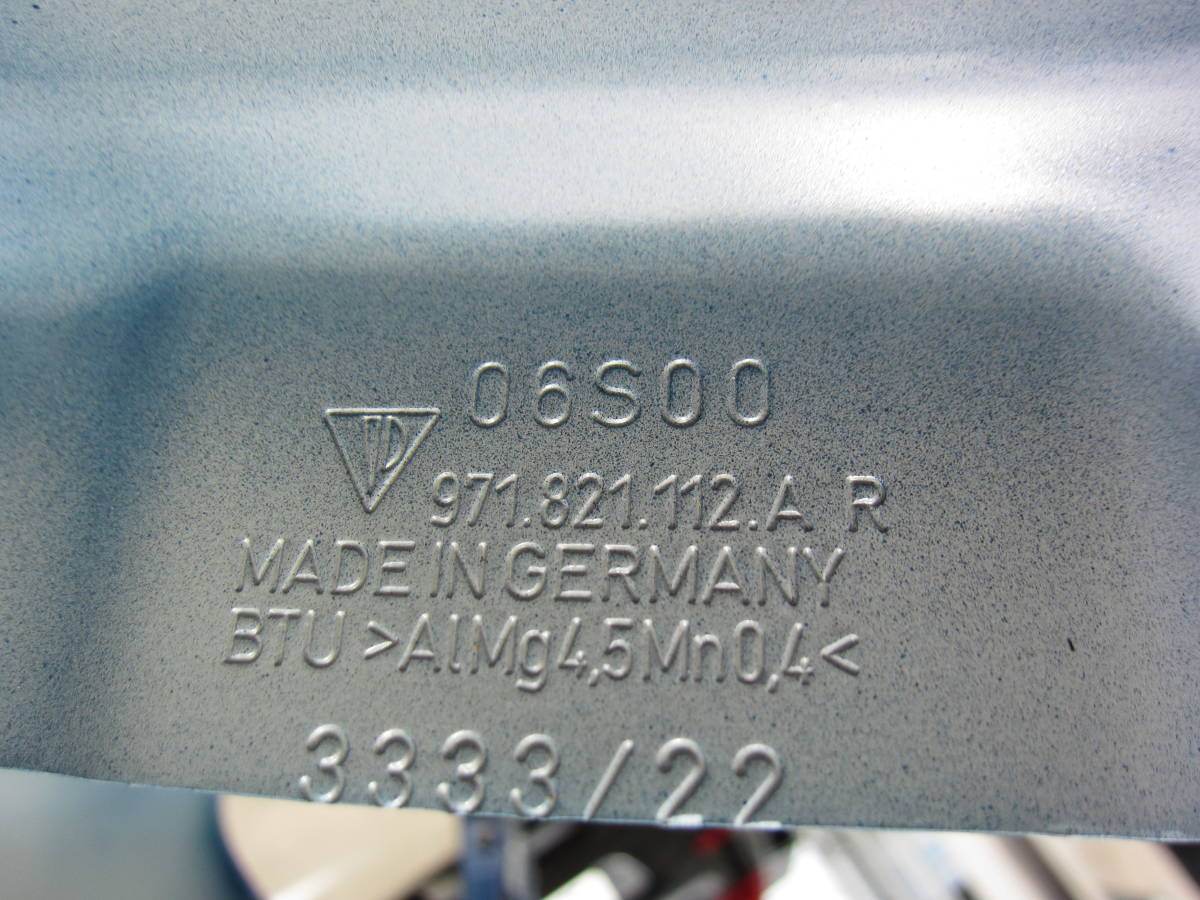 06S00
971.821.112.A R
MADE IN GERMANY
BTU >AlMg4,5Mn0,4<
3333/22